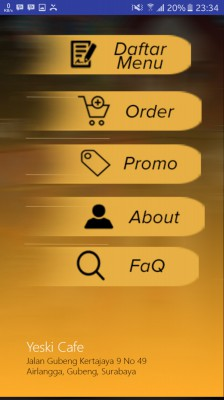 20% 23:34
Daftar
Menu
Order
Promo
About
FaQ
Yeski Cafe
Jalan Gubeng Kertajaya 9 No 49
Airlangga, Gubeng, Surabaya